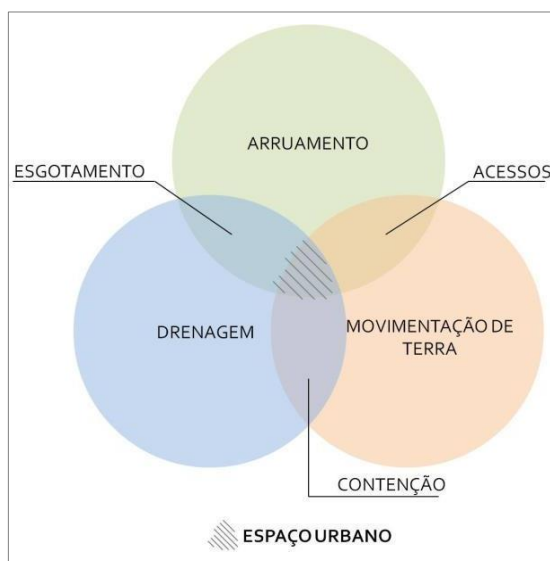 ARRUAMENTO
ESGOTAMENTO
ACESSOS
DRENAGEM
MOVIMENTAÇÃO DE
TERRA
CONTENÇÃO
ESPAÇO URBANO